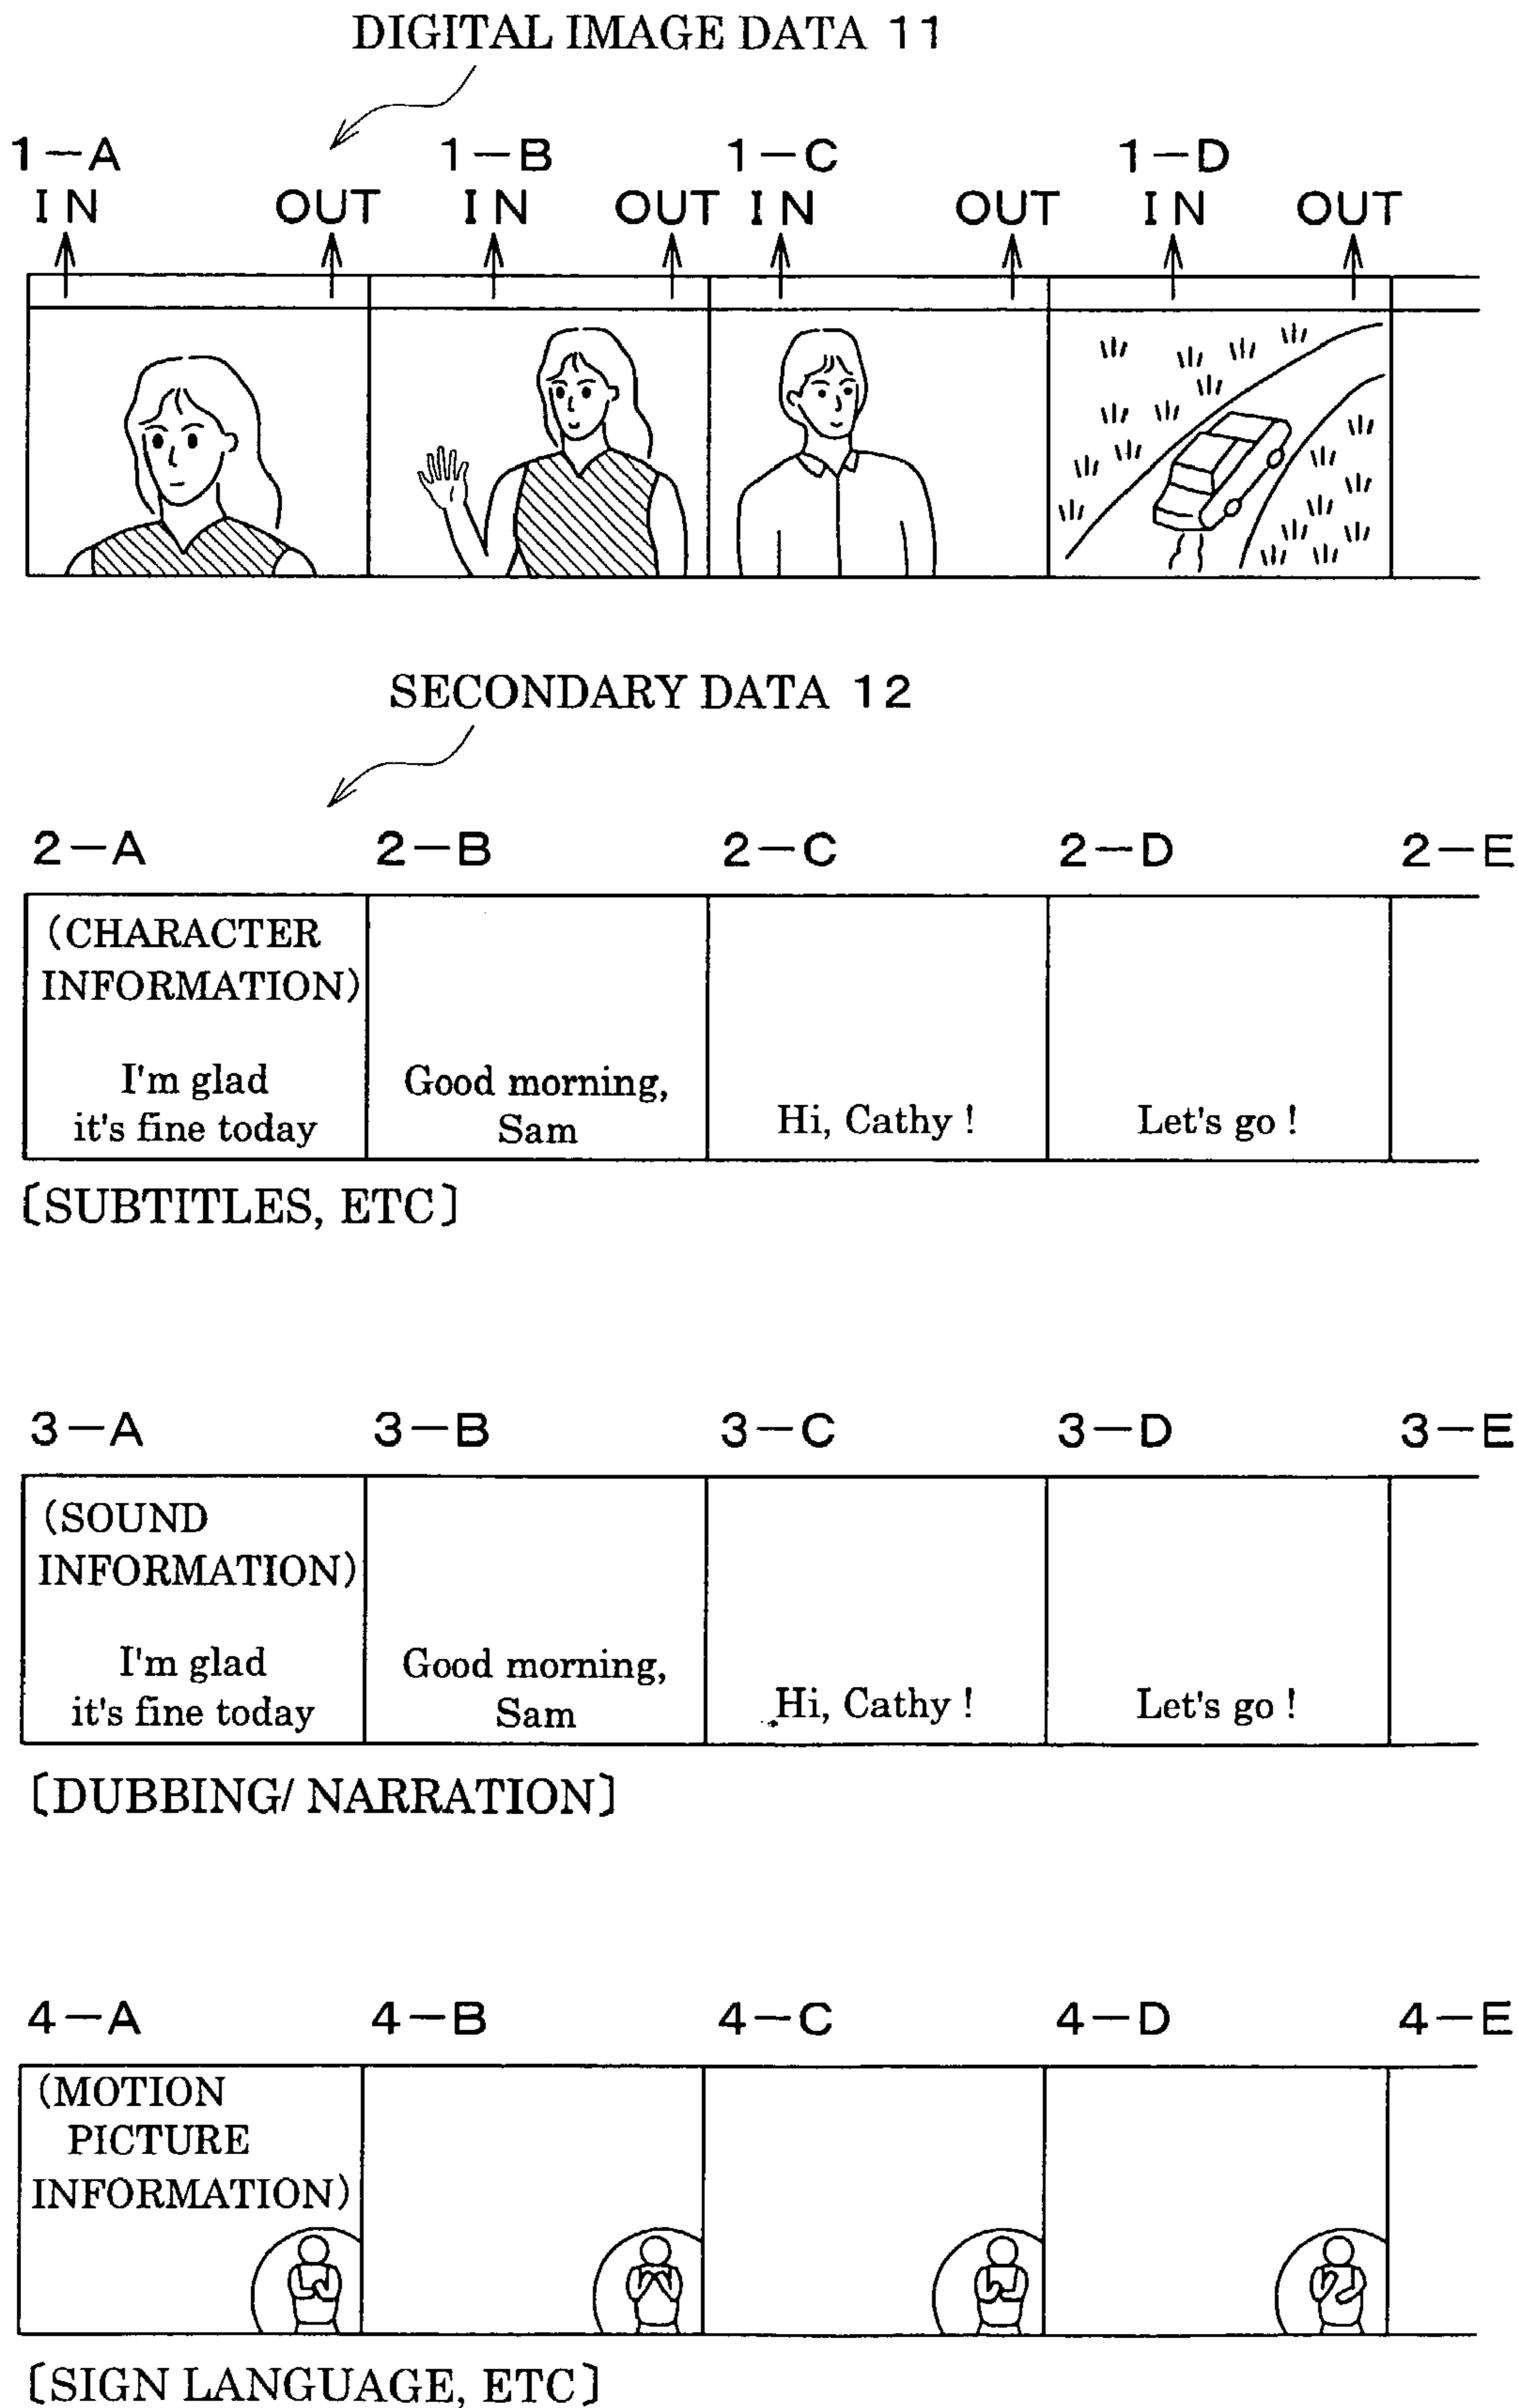 DIGITAL IMAGE DATA 11
1-A 1-B 1-C 1-D
IN OUT IN OUT IN OUT IN OUT
SECONDARY DATA 12
2-A 2-B 2-C 2-D 2-E
(CHARACTER
INFORMATION)
I'm glad
it's fine today
Good morning,
Sam
Hi, Cathy !
Let's go !
[SUBTITLES, ETC]
3-A 3-B 3-C 3-D 3-E
(SOUND
INFORMATION)
I'm glad
it's fine today
Good morning,
Sam
Hi, Cathy !
Let's go !
[DUBBING/ NARRATION]
4-A 4-B 4-C 4-D 4-E
(MOTION
PICTURE
INFORMATION)
[SIGN LANGUAGE, ETC]